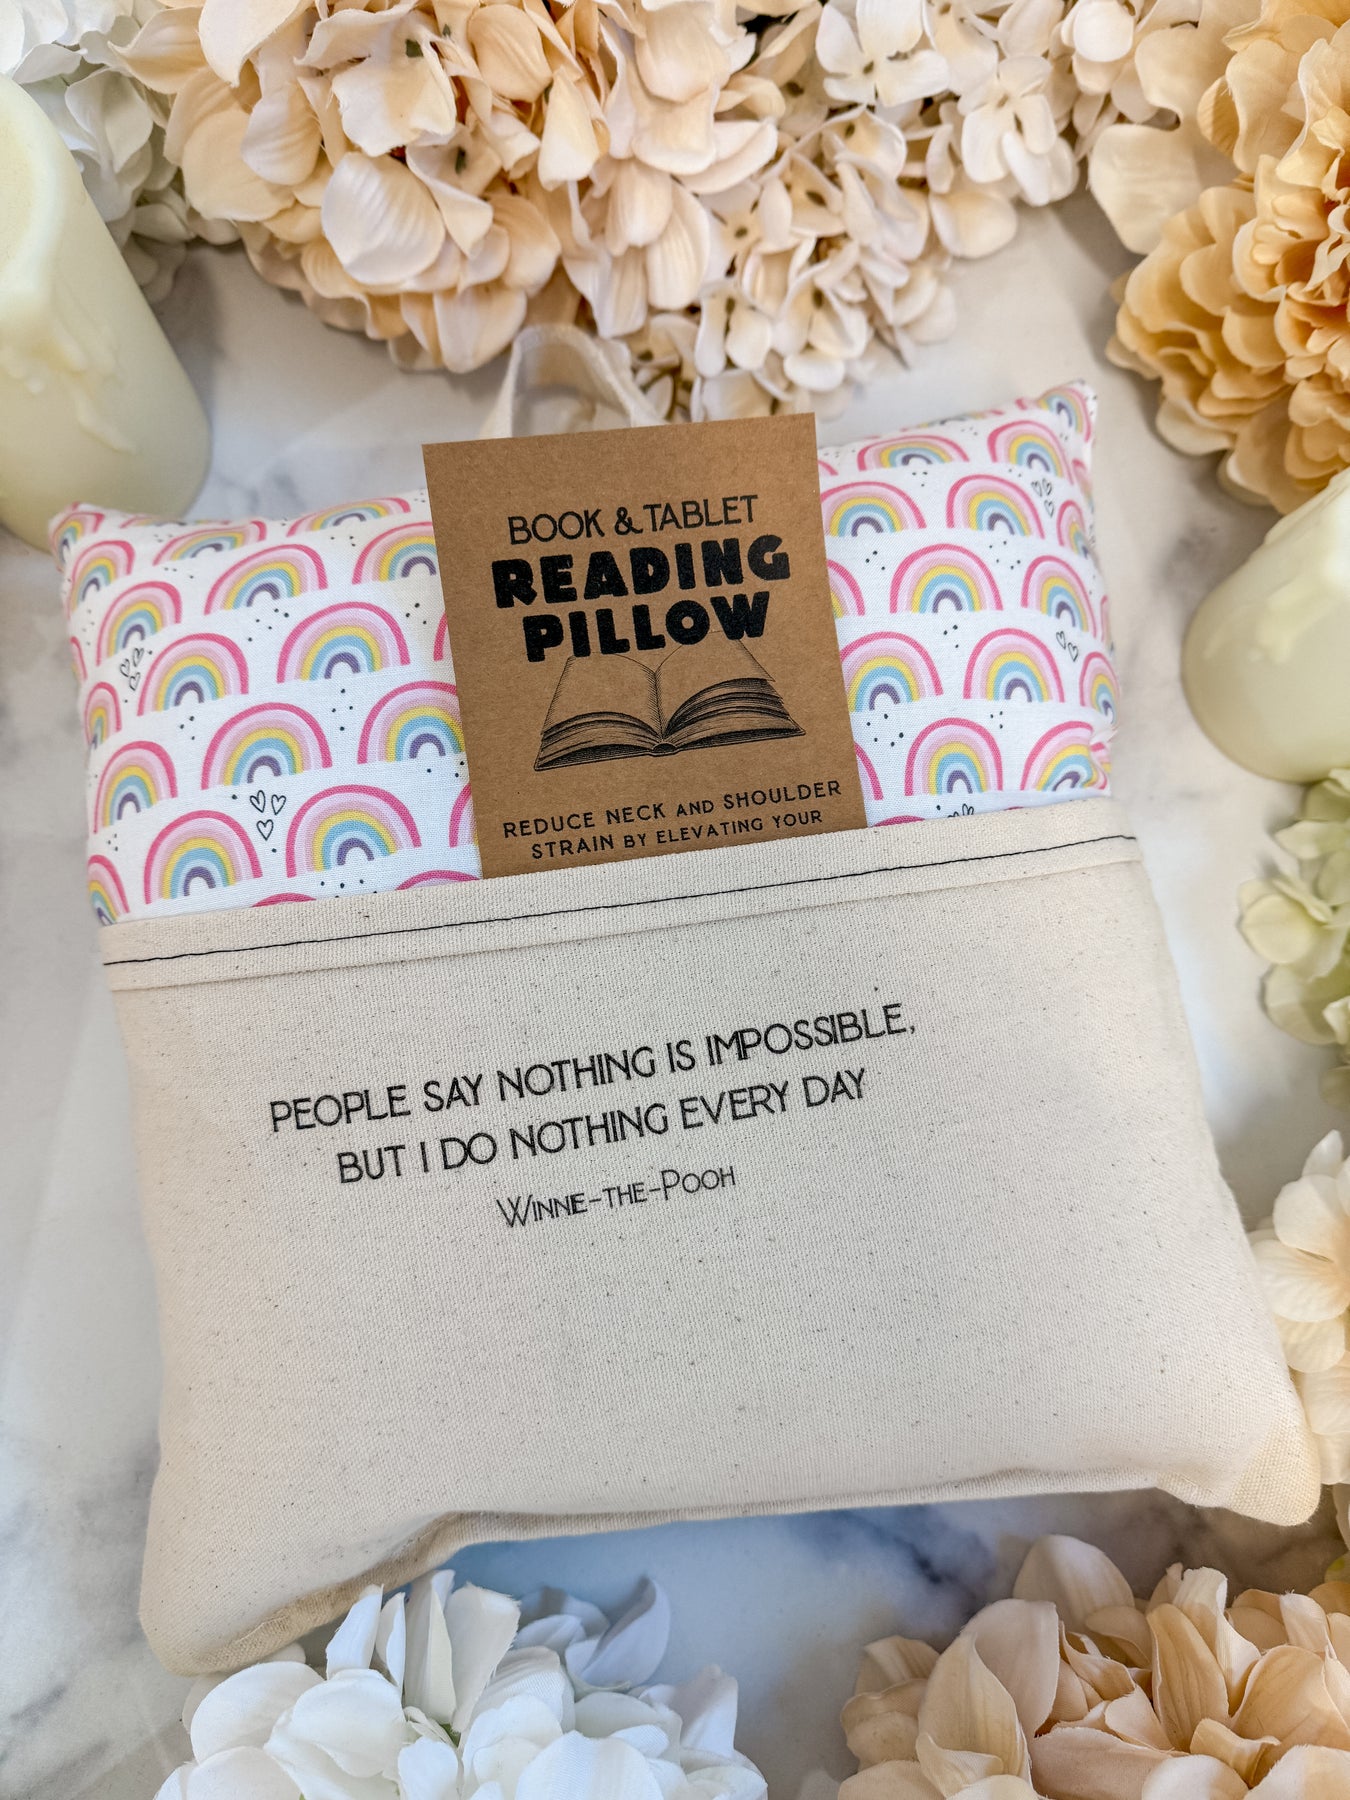 BOOK & TABLET
READING
PILLOW
REDUCE NECK AND SHOULDER
STRAIN BY ELEVATING YOUR
PEOPLE SAY NOTHING IS IMPOSSIBLE,
BUT I DO NOTHING EVERY DAY
WINNIE-THE-POOH